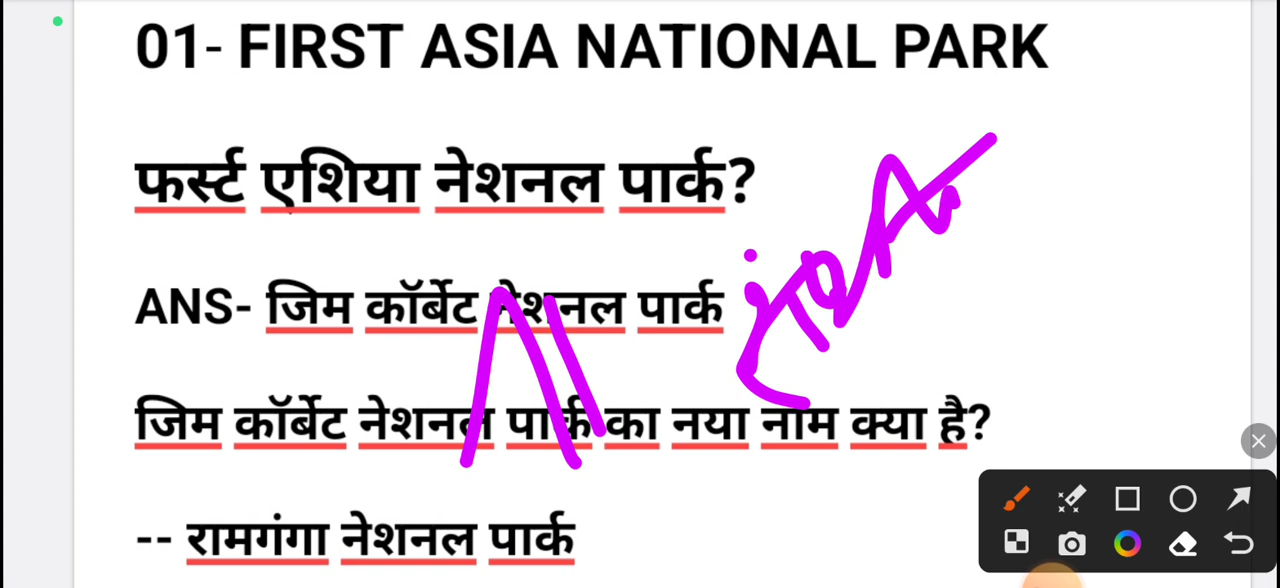 01- FIRST ASIA NATIONAL PARK
फर्स्ट एशिया नेशनल पार्क?
ANS- जिम कॉर्बेट नेशनल पार्क
जिम कॉर्बेट नेशनल पार्क का नया नाम क्या है?
-- रामगंगा नेशनल पार्क